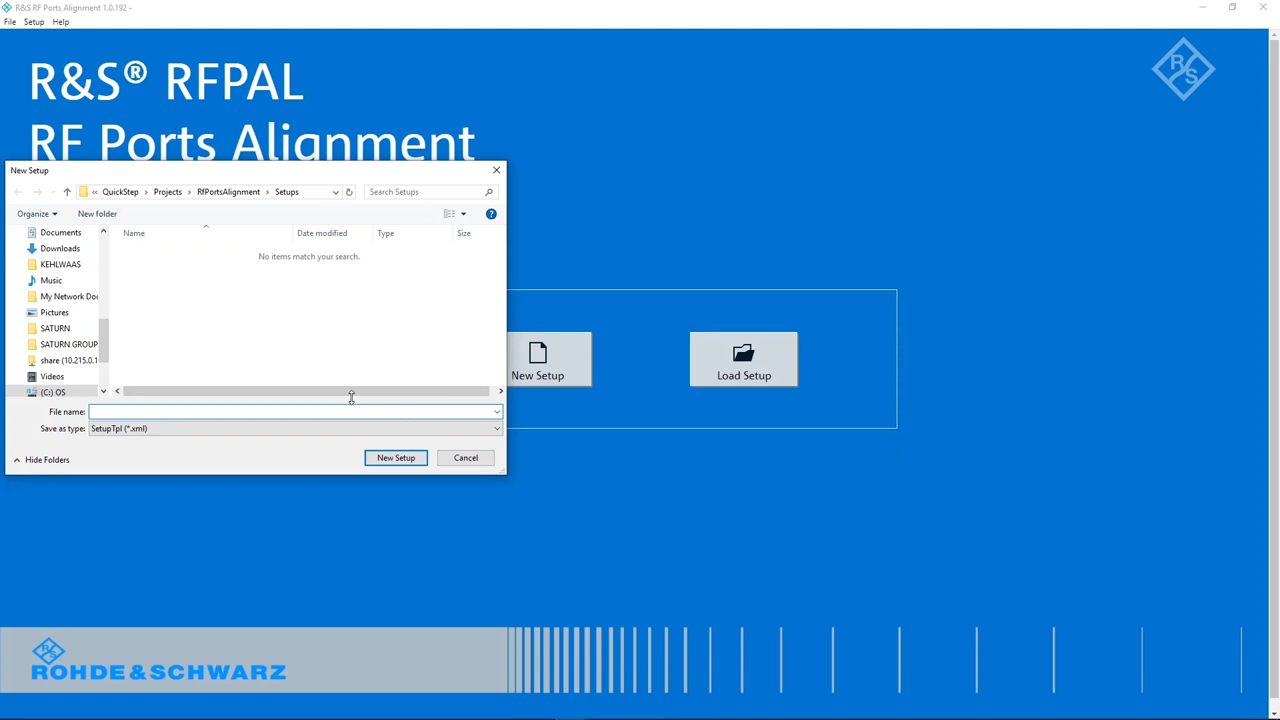 R&S RF Ports Alignment 1.0.192 -
File Setup Help
R&S® RFPAL
RF Ports Alignment
R S
New Setup
« QuickStep › Projects › RfPortsAlignment › Setups
Search Setups
Organize
New folder
Name Date modified Type Size
No items match your search.
Documents
Downloads
KEHLWAAS
Music
My Network Doc
Pictures
SATURN
SATURN GROUP
share (10.215.0.1
Videos
(C:) OS
File name:
Save as type: SetupTpl (*.xml)
Hide Folders
New Setup
Cancel
New Setup
Load Setup
R S
ROHDE&SCHWARZ